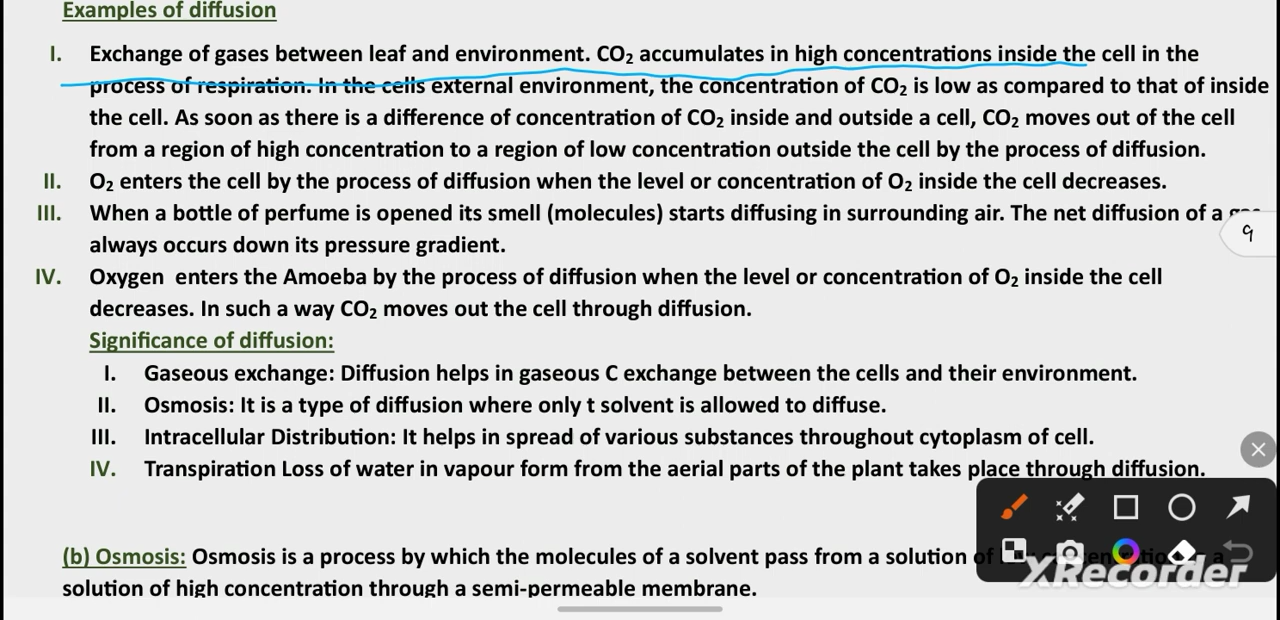 Examples of diffusion
I. Exchange of gases between leaf and environment. CO₂ accumulates in high concentrations inside the cell in the
process of respiration. In the cells external environment, the concentration of CO₂ is low as compared to that of inside
the cell. As soon as there is a difference of concentration of CO₂ inside and outside a cell, CO₂ moves out of the cell
from a region of high concentration to a region of low concentration outside the cell by the process of diffusion.
II. O₂ enters the cell by the process of diffusion when the level or concentration of O₂ inside the cell decreases.
III. When a bottle of perfume is opened its smell (molecules) starts diffusing in surrounding air. The net diffusion of a
always occurs down its pressure gradient.
IV. Oxygen enters the Amoeba by the process of diffusion when the level or concentration of O₂ inside the cell
decreases. In such a way CO₂ moves out the cell through diffusion.
Significance of diffusion:
I. Gaseous exchange: Diffusion helps in gaseous C exchange between the cells and their environment.
II. Osmosis: It is a type of diffusion where only t solvent is allowed to diffuse.
III. Intracellular Distribution: It helps in spread of various substances throughout cytoplasm of cell.
IV. Transpiration Loss of water in vapour form from the aerial parts of the plant takes place through diffusion.
(b) Osmosis: Osmosis is a process by which the molecules of a solvent pass from a solution of
solution of high concentration through a semi-permeable membrane.
XRecorder